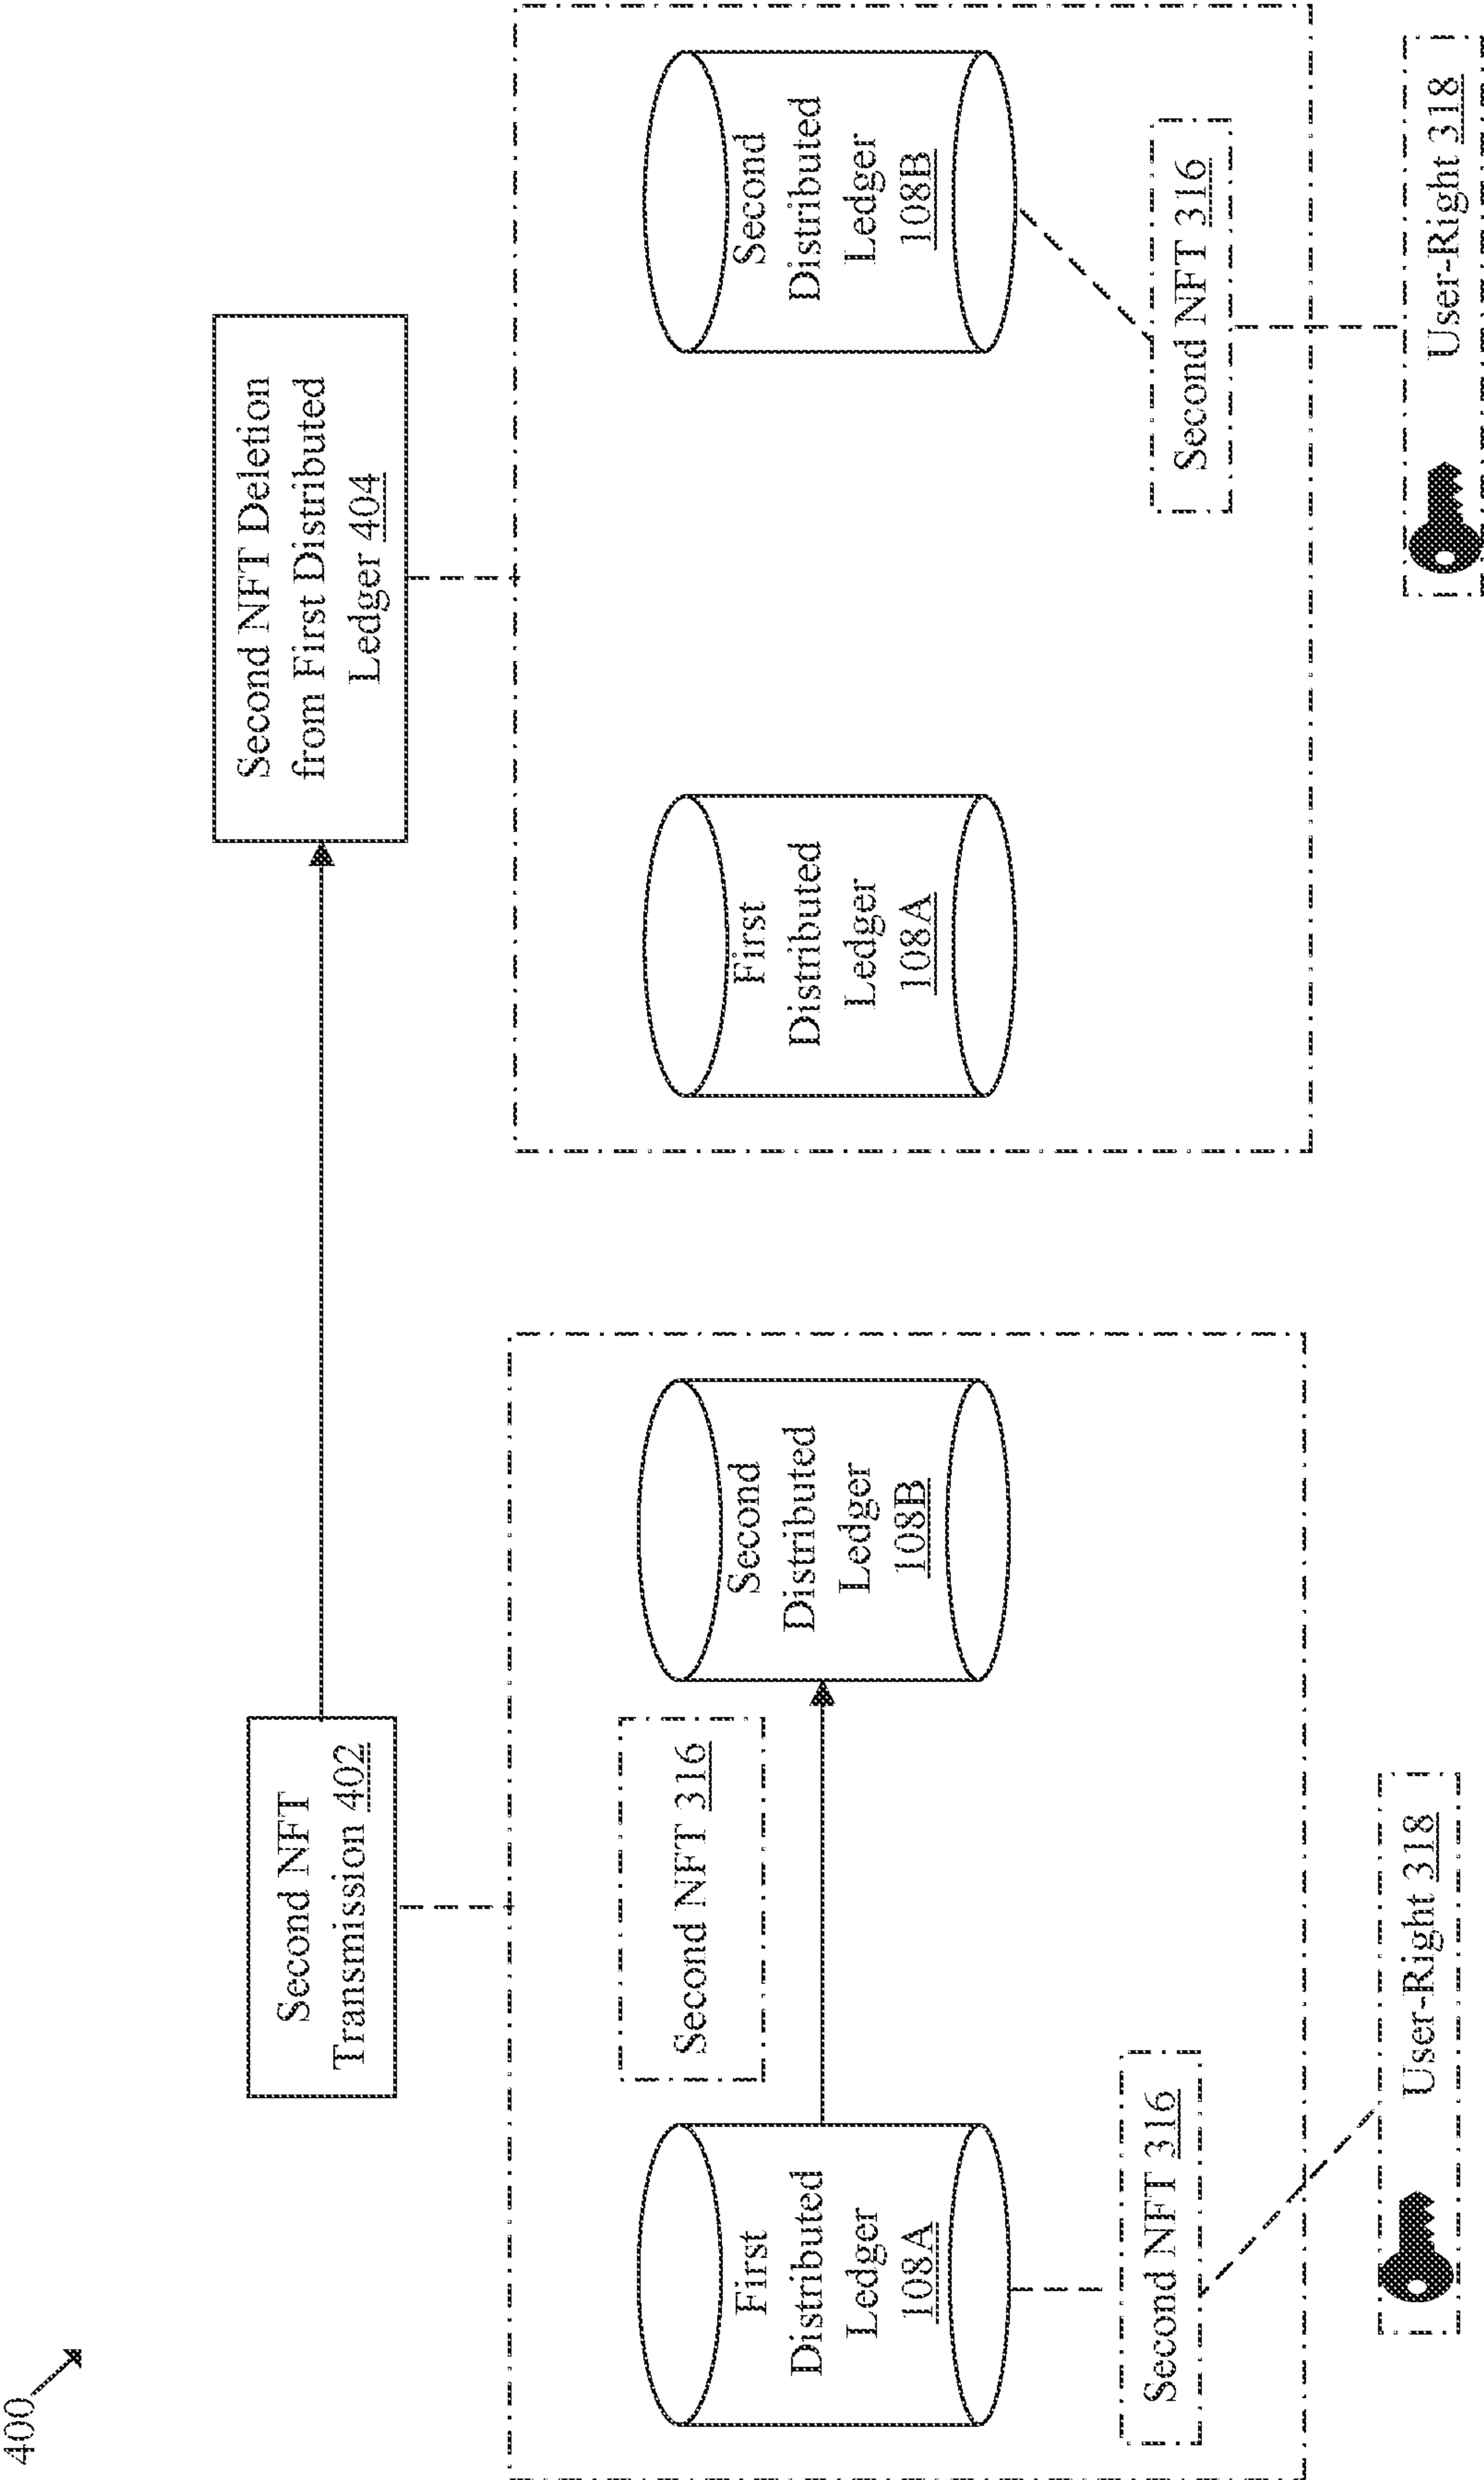 400
Second NFT
Transmission 402
Second NFT Deletion
from First Distributed
Ledger 404
Second NFT 316
First
Distributed
Ledger
108A
Second
Distributed
Ledger
108B
Second NFT 316
User-Right 318
First
Distributed
Ledger
108A
Second
Distributed
Ledger
108B
Second NFT 316
User-Right 318